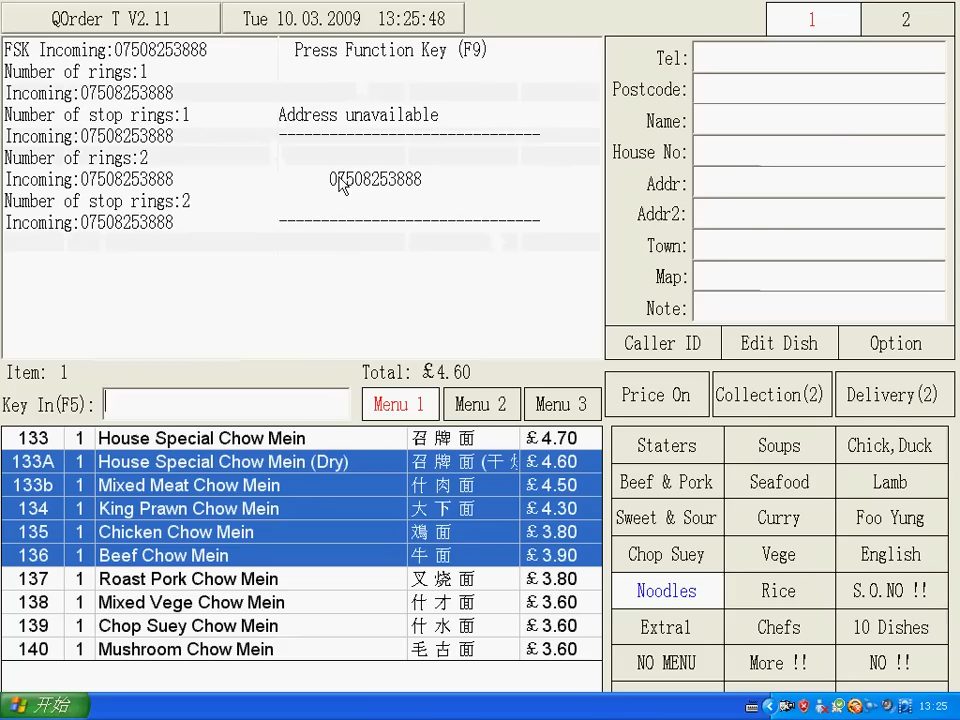 QOrder T V2.11 Tue 10.03.2009 13:25:48 1 2
FSK Incoming:07508253888 Press Function Key (F9)
Number of rings:1
Incoming:07508253888
Number of stop rings:1 Address unavailable
Incoming:07508253888 -------------------------------
Number of rings:2
Incoming:07508253888 07508253888
Number of stop rings:2
Incoming:07508253888 -------------------------------
Tel:
Postcode:
Name:
House No:
Addr:
Addr2:
Town:
Map:
Note:
Caller ID Edit Dish Option
Item: 1 Total: £4.60
Key In(F5): Menu 1 Menu 2 Menu 3
Price On Collection(2) Delivery(2)
133 1 House Special Chow Mein 召牌面 £4.70
133A 1 House Special Chow Mein (Dry) 召牌面(干 £4.60
133b 1 Mixed Meat Chow Mein 什肉面 £4.50
134 1 King Prawn Chow Mein 大下面 £4.30
135 1 Chicken Chow Mein 鸡面 £3.80
136 1 Beef Chow Mein 牛面 £3.90
137 1 Roast Pork Chow Mein 叉烧面 £3.80
138 1 Mixed Vege Chow Mein 什才面 £3.60
139 1 Chop Suey Chow Mein 什水面 £3.60
140 1 Mushroom Chow Mein 毛古面 £3.60
Staters Soups Chick,Duck
Beef & Pork Seafood Lamb
Sweet & Sour Curry Foo Yung
Chop Suey Vege English
Noodles Rice S.O.NO !!
Extra1 Chefs 10 Dishes
NO MENU More !! NO !!
开始 13:25